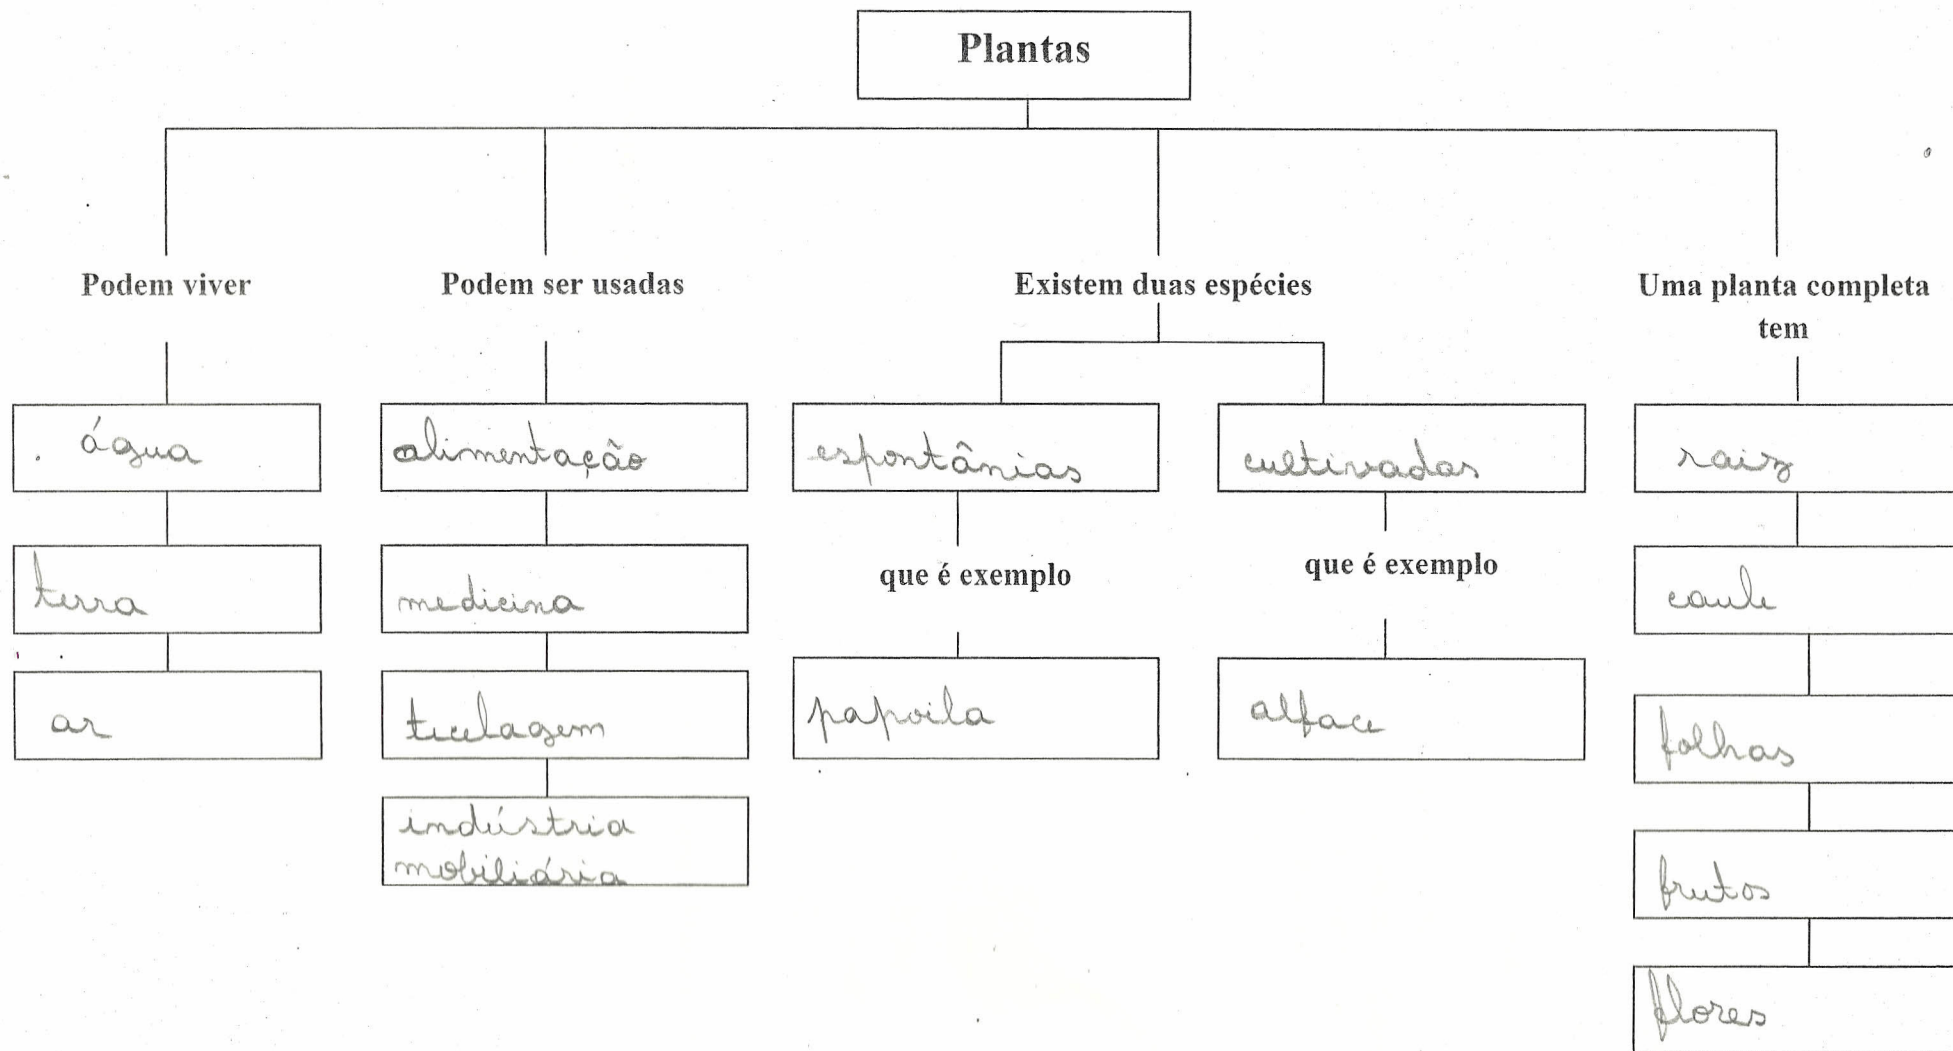 Plantas
Podem viver
água
terra
ar
Podem ser usadas
alimentação
medicina
tecelagem
indústria
mobiliária
Existem duas espécies
espontânias
que é exemplo
papoila
cultivadas
que é exemplo
alface
Uma planta completa
tem
raiz
caule
folhas
frutos
flores